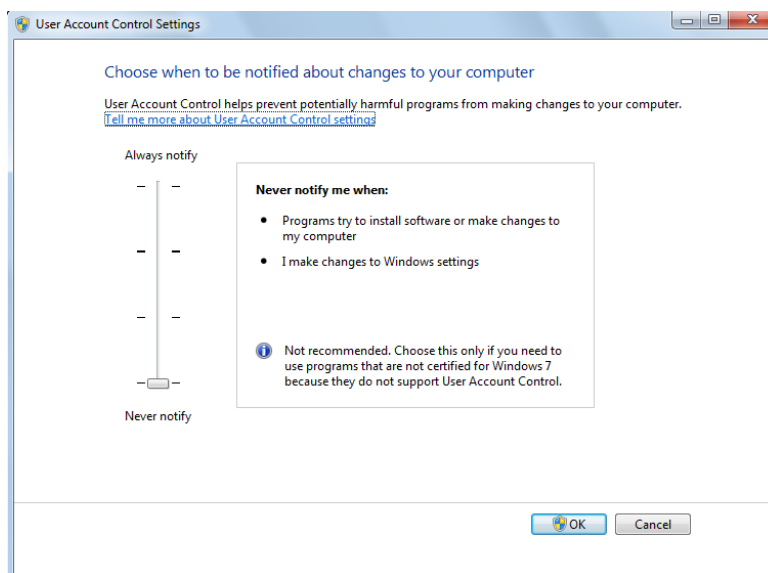 User Account Control Settings
Choose when to be notified about changes to your computer
User Account Control helps prevent potentially harmful programs from making changes to your computer.
Tell me more about User Account Control settings
Always notify
Never notify me when:
Programs try to install software or make changes to
my computer
I make changes to Windows settings
Not recommended. Choose this only if you need to
use programs that are not certified for Windows 7
because they do not support User Account Control.
Never notify
OK
Cancel